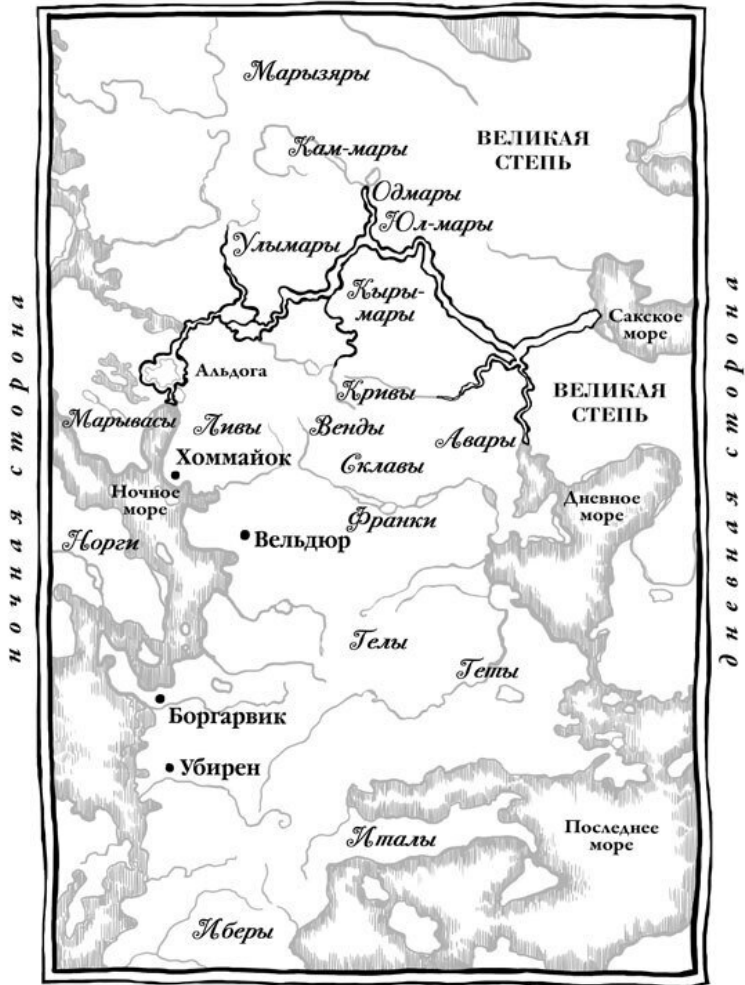 Марызяры
ВЕЛИКАЯ
СТЕПЬ
Кам-мары
Одмары
Юл-мары
Улымары
Кыры-
мары
Сакское
море
Альдога
Кривы
ВЕЛИКАЯ
СТЕПЬ
Марывасы
Ливы
Венды
Авары
Хоммайок
Склавы
Ночное
море
Дневное
море
Франки
Норги
Вельдюр
Гелы
Геты
Боргарвик
Убирен
Италы
Последнее
море
Иберы
ночная сторона
дневная сторона